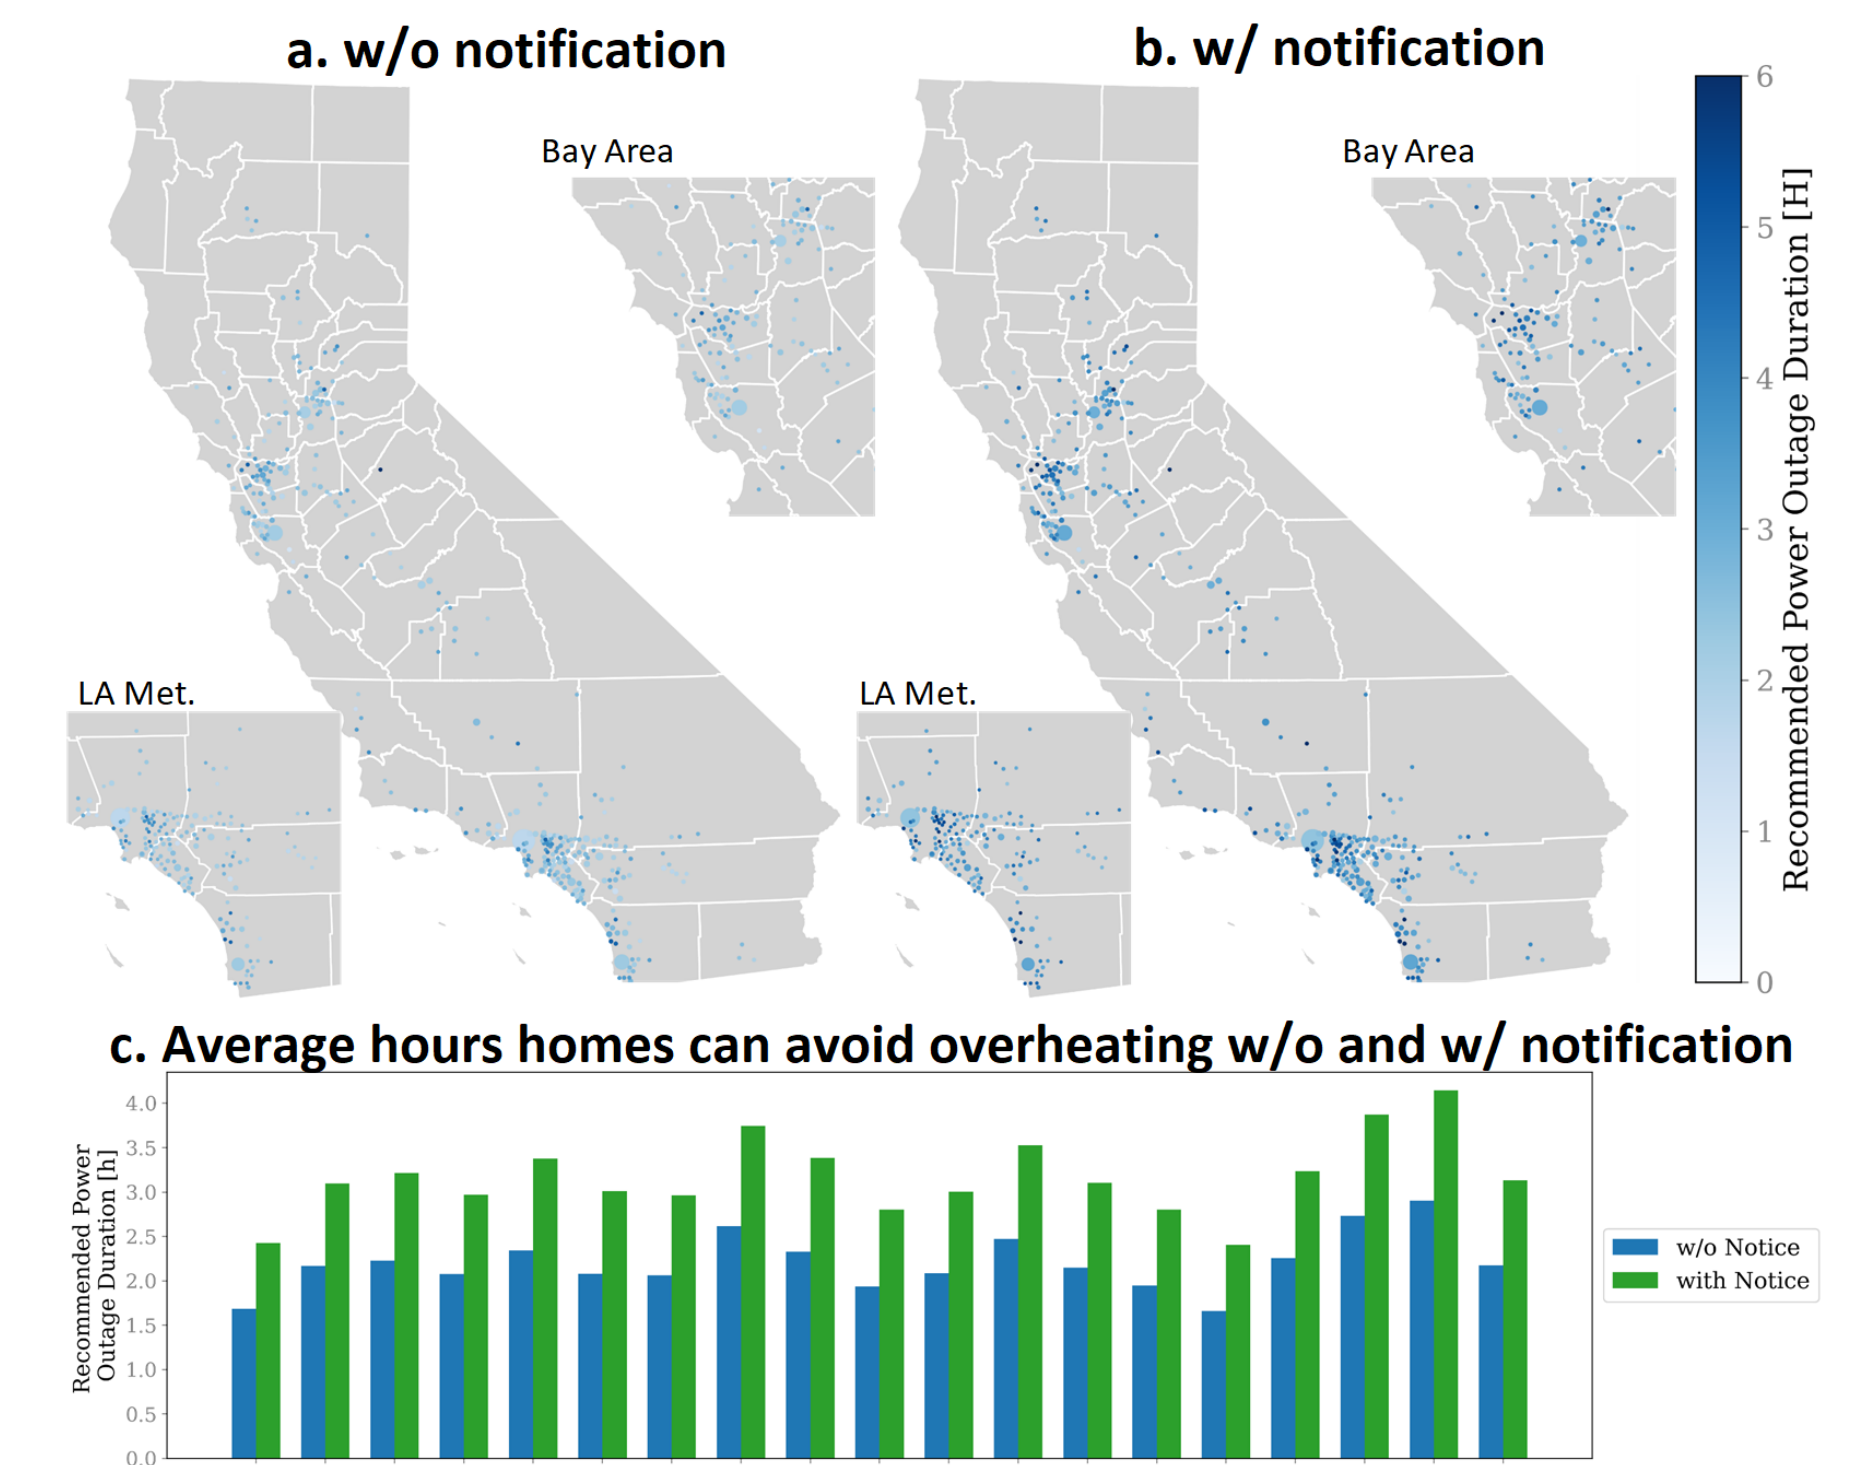 a. w/o notification
b. w/ notification
Bay Area
Bay Area
LA Met.
LA Met.
6
5
4
3
2
1
0
Recommended Power Outage Duration [H]
c. Average hours homes can avoid overheating w/o and w/ notification
Recommended Power
Outage Duration [h]
4.0
3.5
3.0
2.5
2.0
1.5
1.0
0.5
0.0
w/o Notice
with Notice